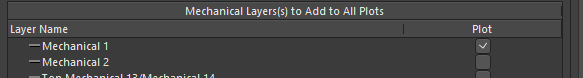 Mechanical Layers(s) to Add to All Plots
Layer Name Plot
Mechanical 1
Mechanical 2
Top Mechanical 13/Mechanical 14